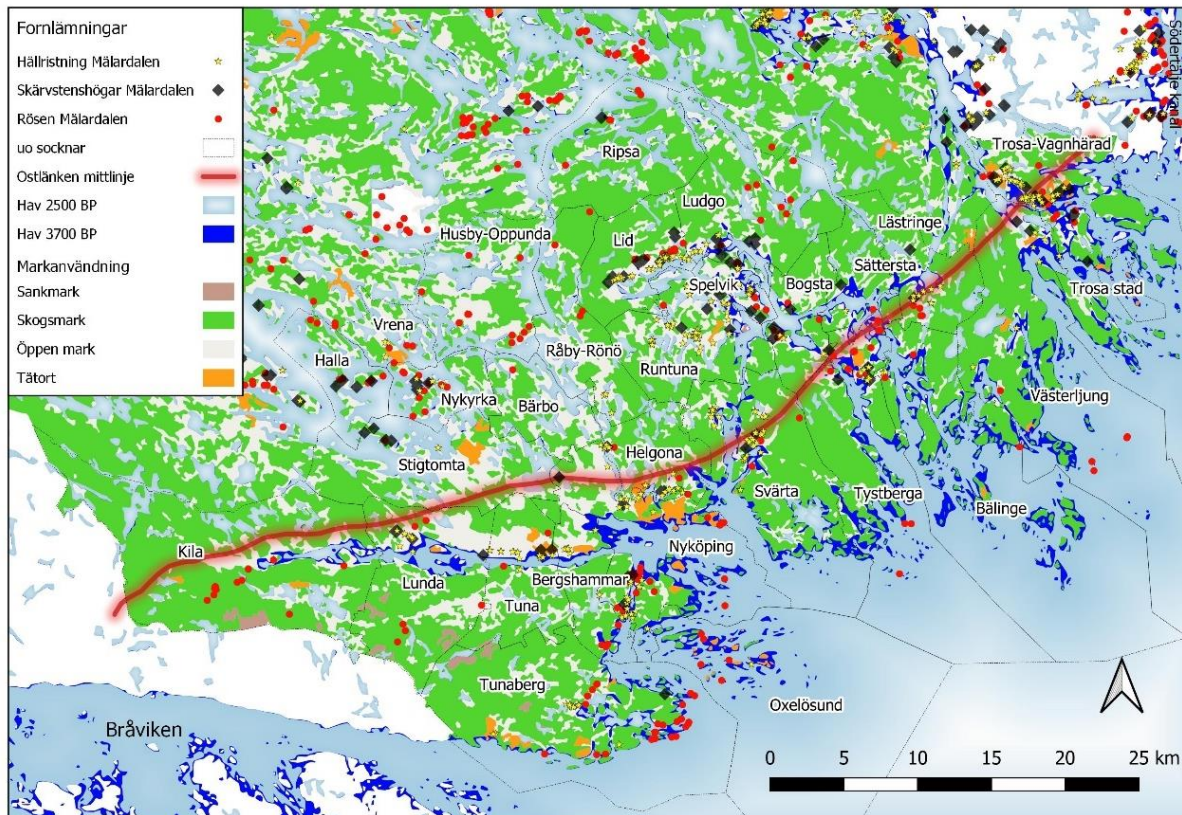 Fornlämningar
Hällristning Mälardalen
Skärvstenshögar Mälardalen
Rösen Mälardalen
uo socknar
Ostlänken mittlinje
Hav 2500 BP
Hav 3700 BP
Markanvändning
Sankmark
Skogsmark
Öppen mark
Tätort
Södertälje kanal
Trosa-Vagnhärad
Ripsa
Ludgo
Lästringe
Husby-Oppunda
Lid
Sättersta
Spelvik
Bogsta
Trosa stad
Vrena
Halla
Råby-Rönö
Runtuna
Nykyrka
Bärbo
Västerljung
Stigtomta
Helgona
Svärta
Tystberga
Bälinge
Kila
Nyköping
Lunda
Bergshammar
Tuna
Tunaberg
Oxelösund
Bråviken
0 5 10 15 20 25 km